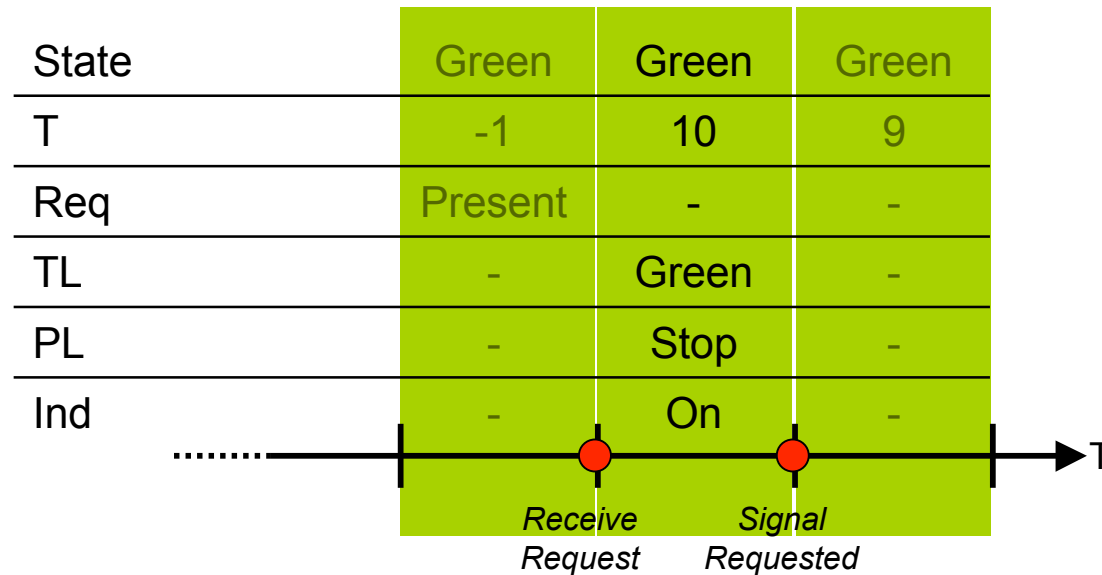 State Green Green Green
T -1 10 9
Req Present - -
TL - Green -
PL - Stop -
Ind - On -
T
Receive Signal
Request Requested